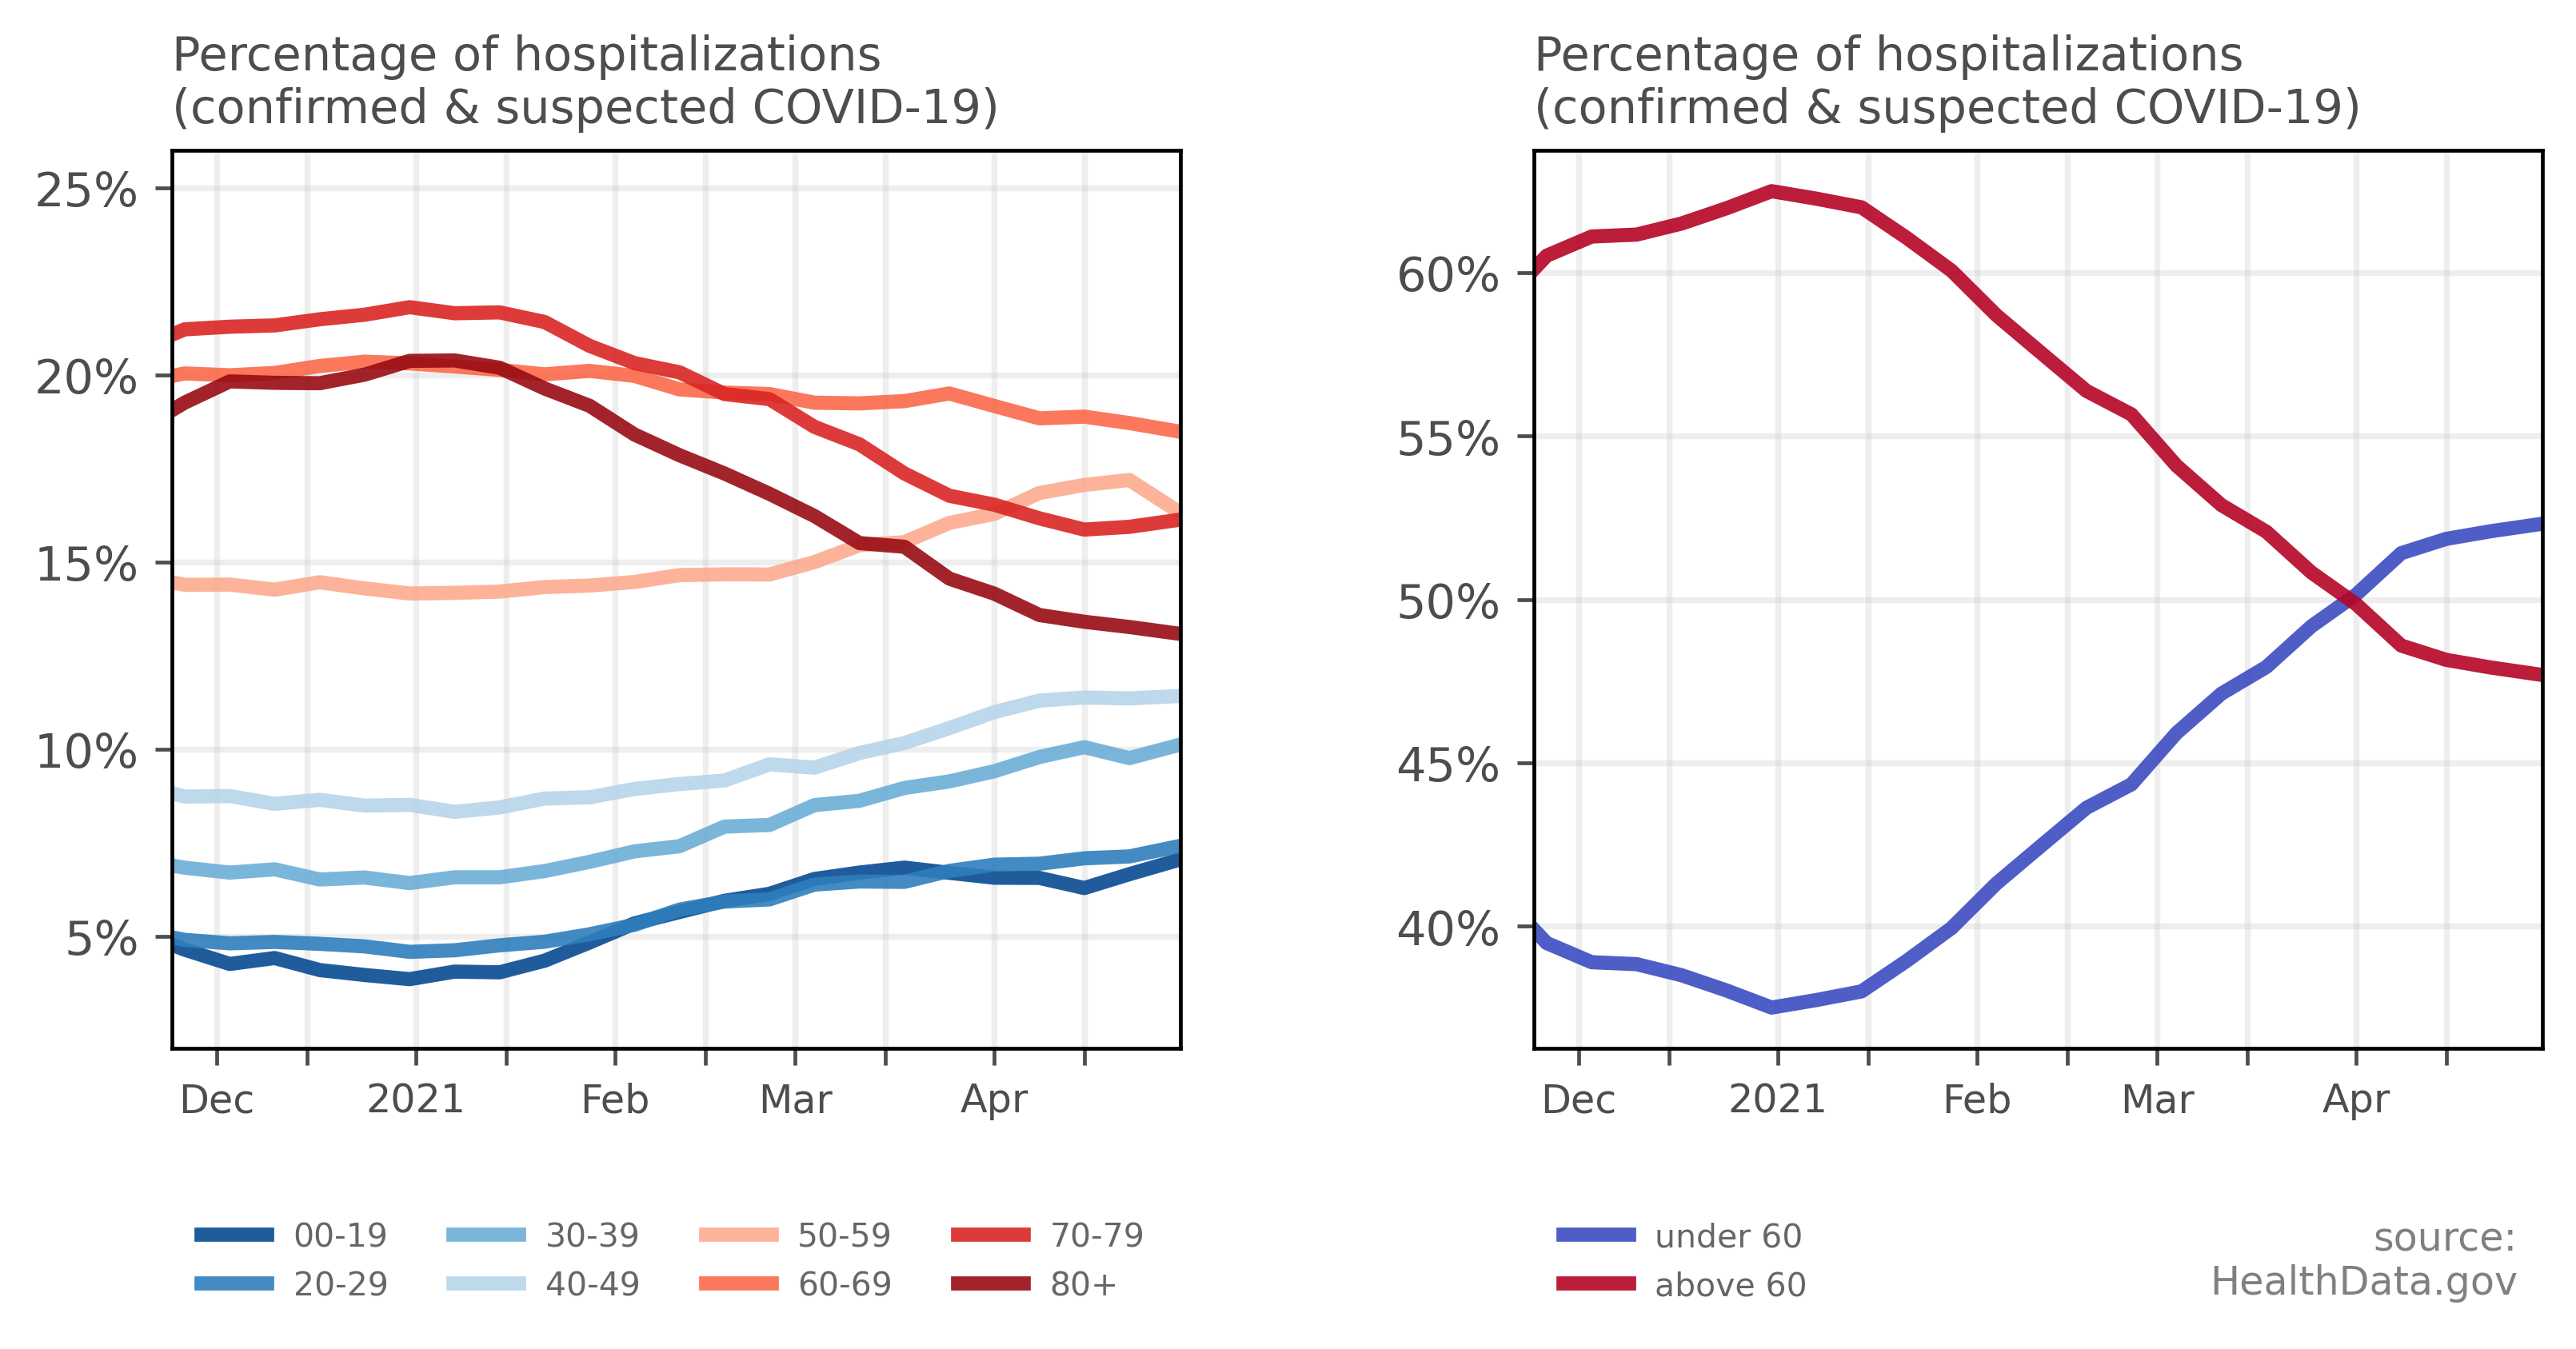 Percentage of hospitalizations
(confirmed & suspected COVID-19)
25%
20%
15%
10%
5%
Dec 2021 Feb Mar Apr
00-19 30-39 50-59 70-79
20-29 40-49 60-69 80+
Percentage of hospitalizations
(confirmed & suspected COVID-19)
60%
55%
50%
45%
40%
Dec 2021 Feb Mar Apr
under 60
above 60
source:
HealthData.gov